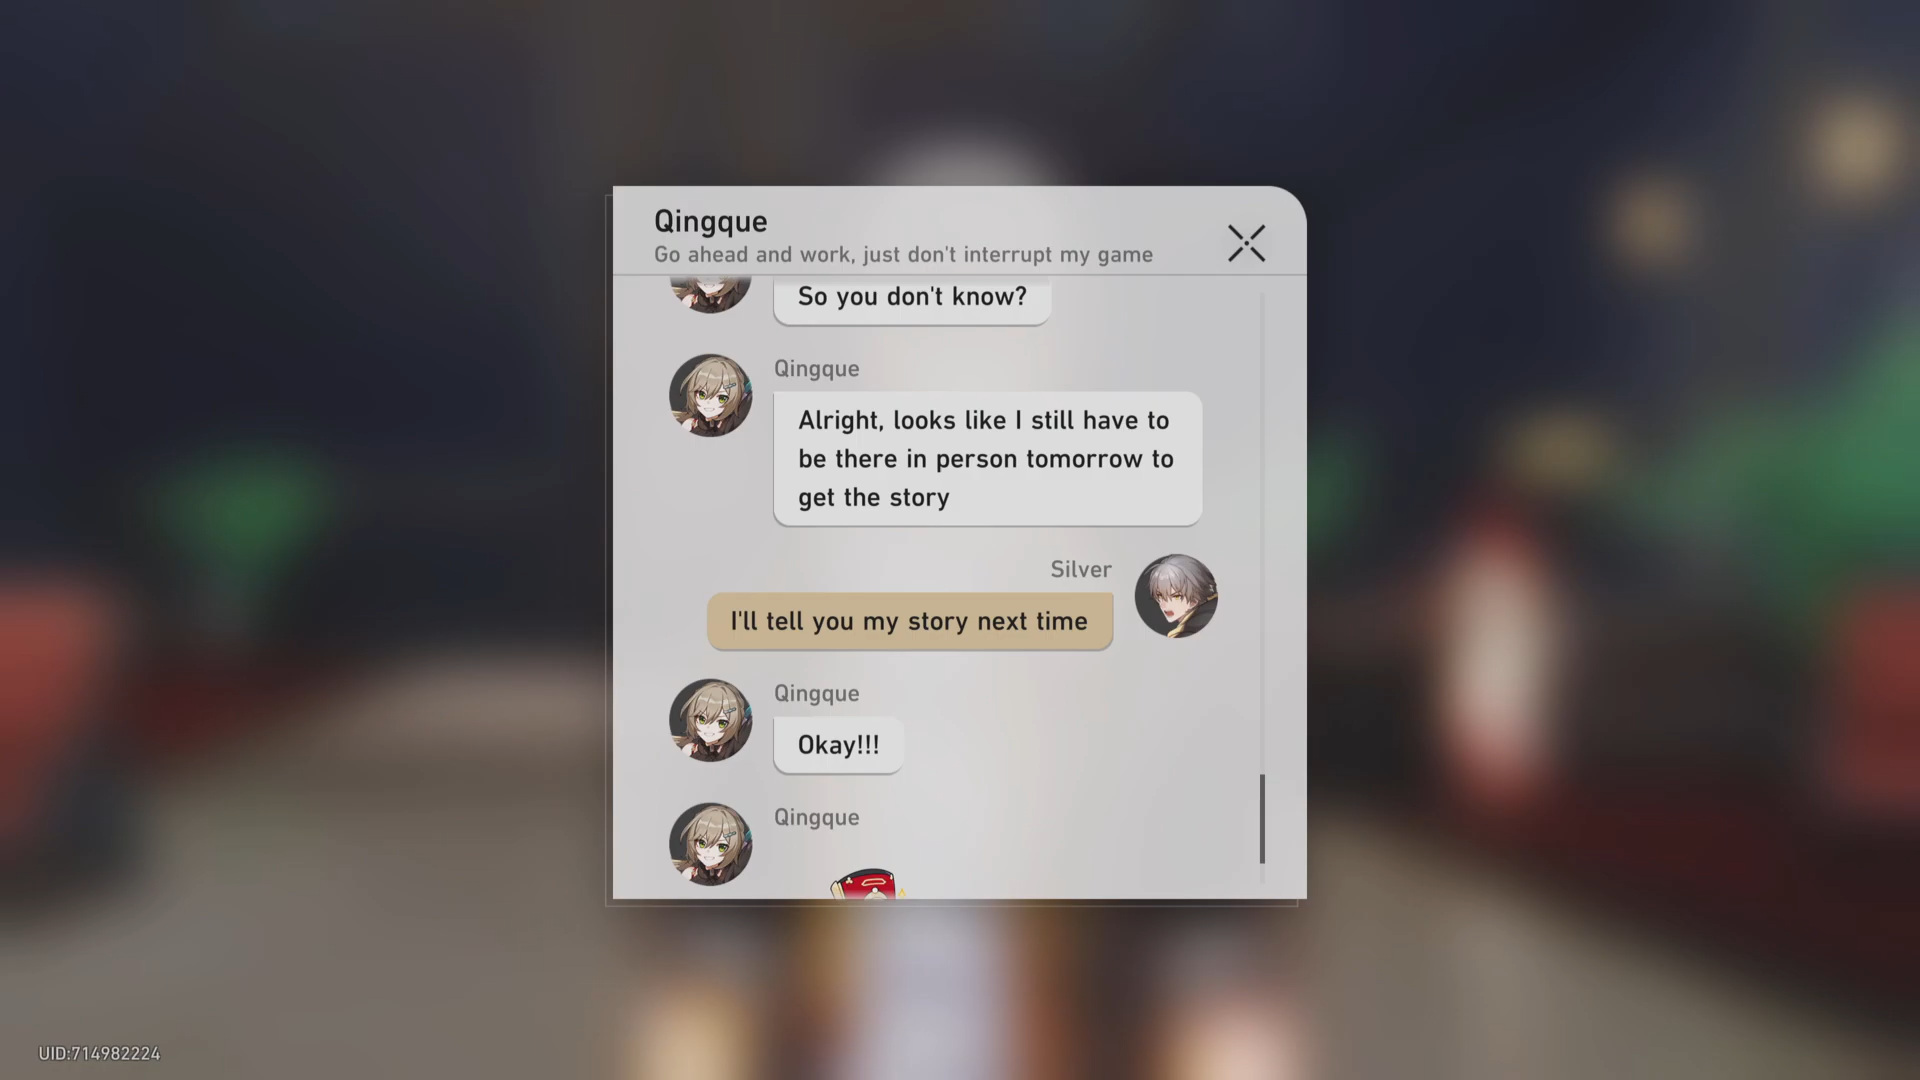 Qingque
Go ahead and work, just don't interrupt my game
So you don't know?
Qingque
Alright, looks like I still have to
be there in person tomorrow to
get the story
Silver
I'll tell you my story next time
Qingque
Okay!!!
Qingque
UID:714982224